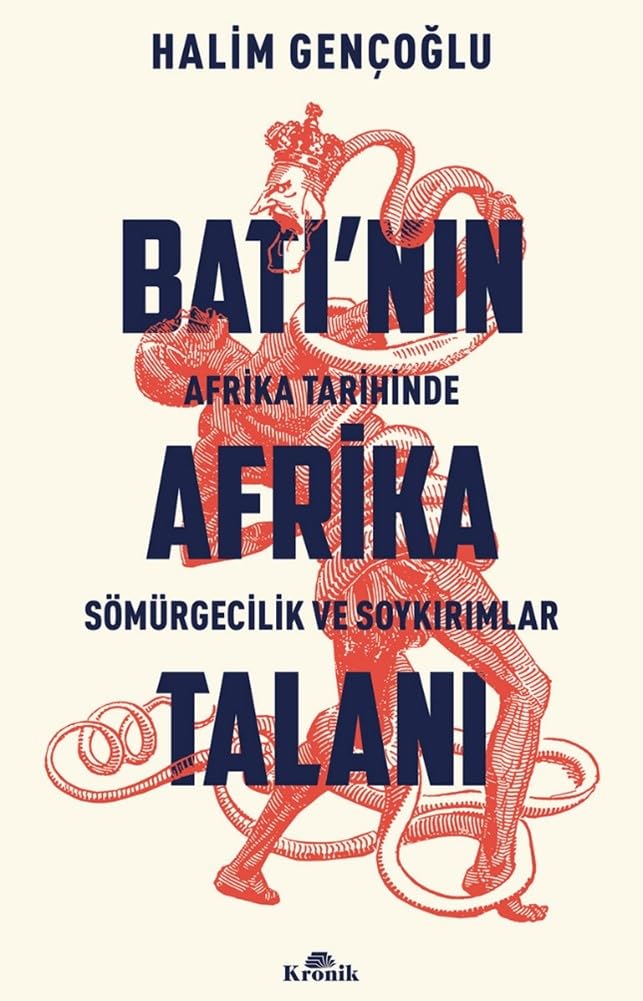 HALİM GENÇOĞLU
BATI'NIN
AFRİKA TARİHİNDE
AFRİKA
SÖMÜRGECİLİK VE SOYKIRIMLAR
TALANI
Kronik